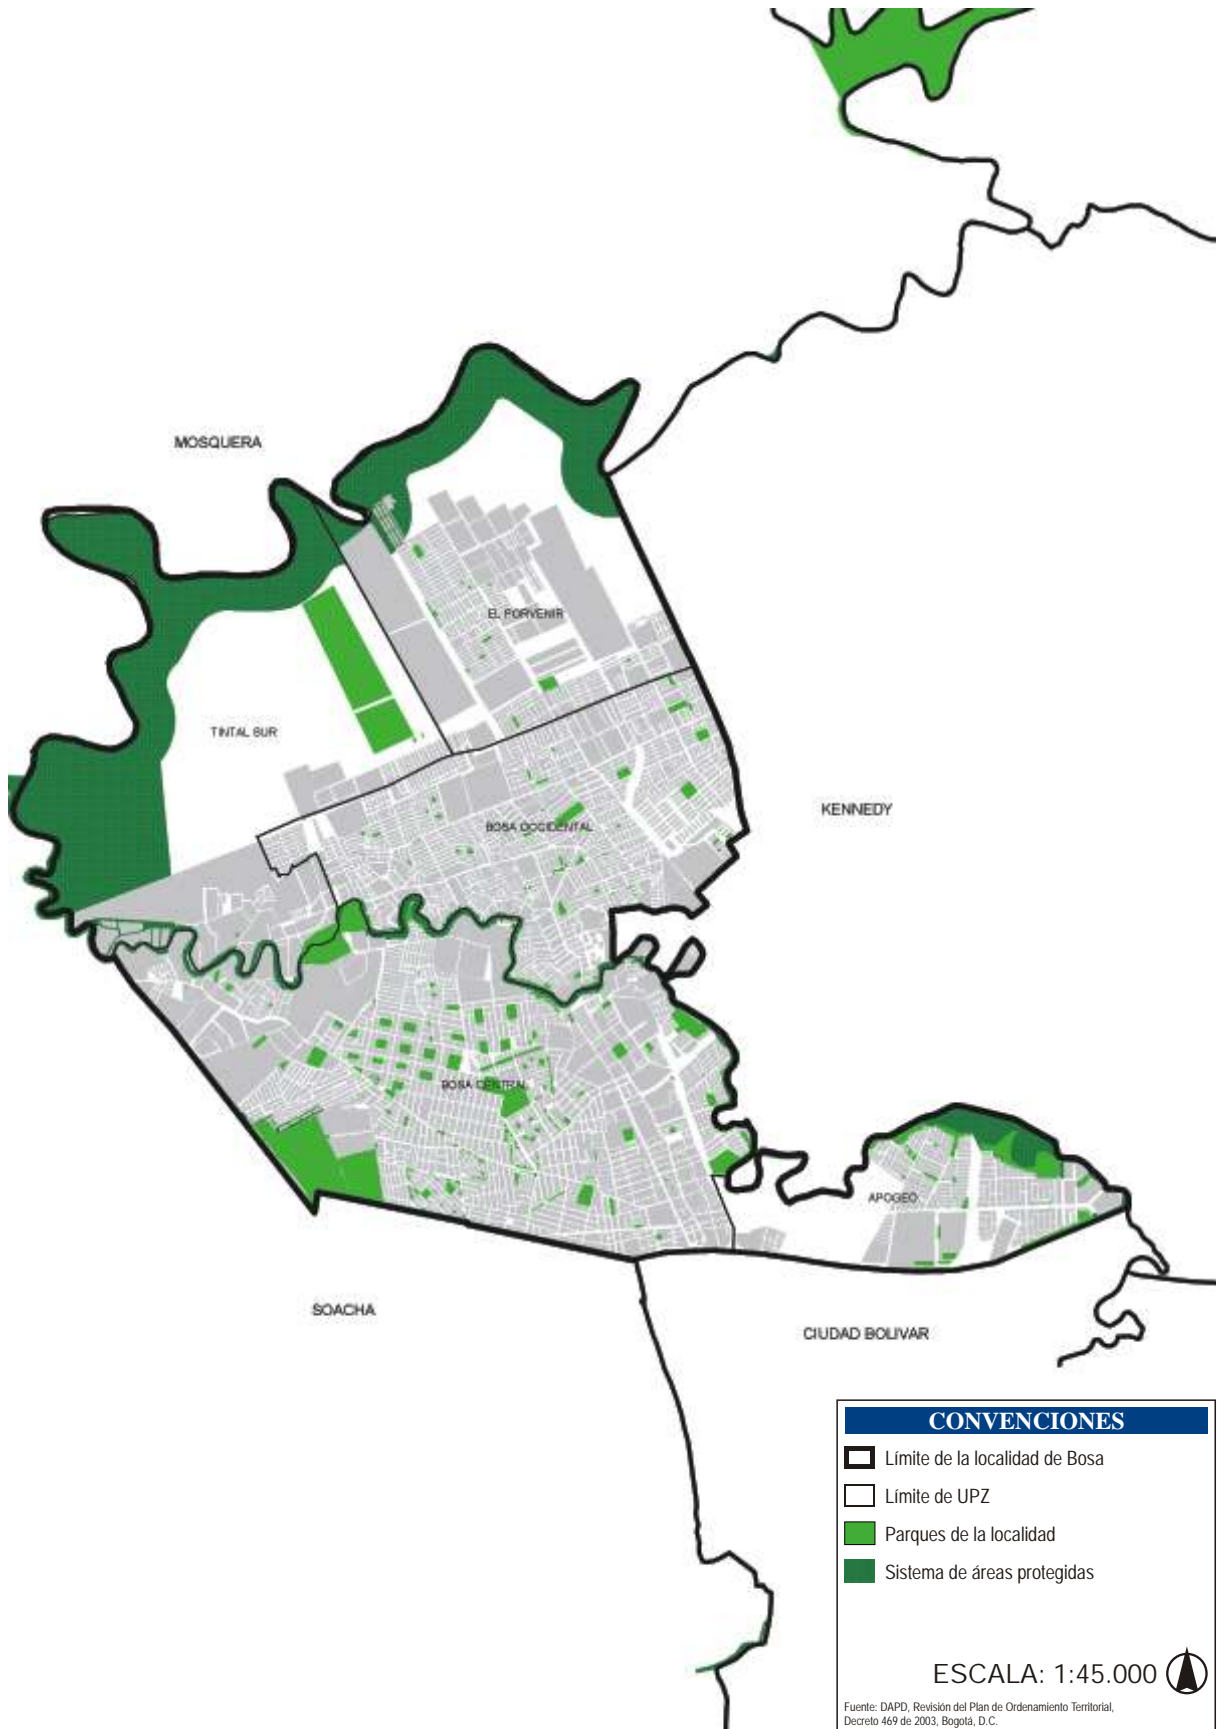 MOSQUERA
EL PORVENIR
TINTAL SUR
KENNEDY
BOSA OCCIDENTAL
BOSA CENTRAL
APOGEO
SOACHA
CIUDAD BOLIVAR
CONVENCIONES
Límite de la localidad de Bosa
Límite de UPZ
Parques de la localidad
Sistema de áreas protegidas
ESCALA: 1:45.000
Fuente: DAPD, Revisión del Plan de Ordenamiento Territorial,
Decreto 469 de 2003, Bogotá, D.C.